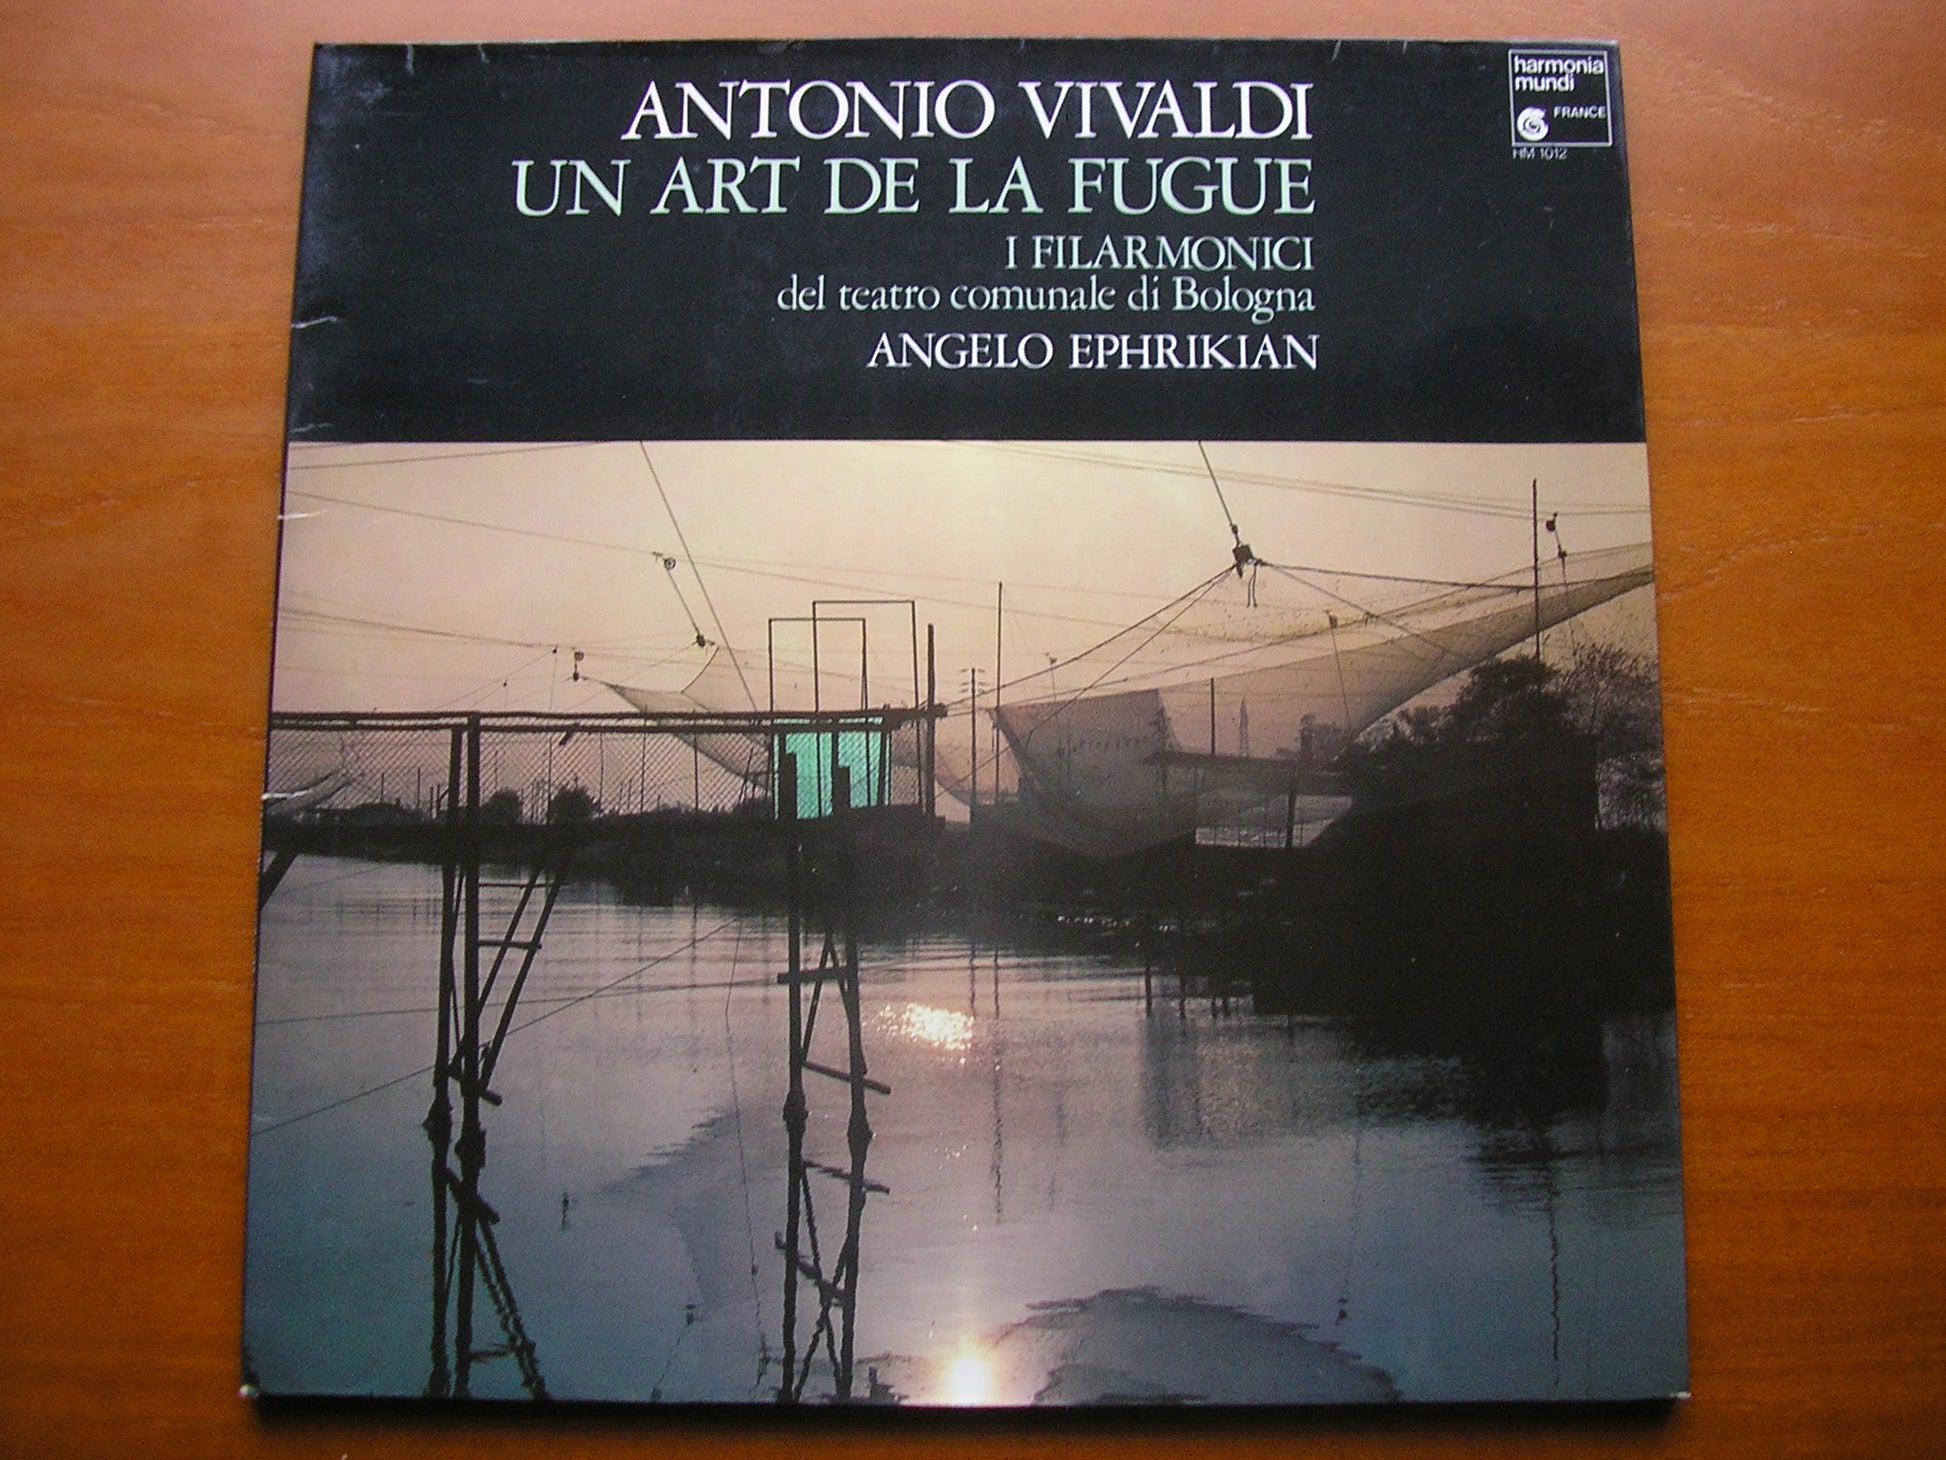 ANTONIO VIVALDI
UN ART DE LA FUGUE
I FILARMONICI
del teatro comunale di Bologna
ANGELO EPHRIKIAN
harmonia
mundi
FRANCE
HM 1012